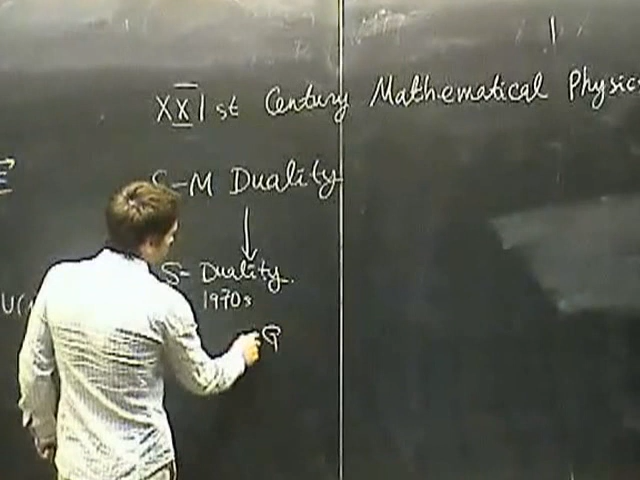 XXIst Century Mathematical Physics
E
-M Duality
S- Duality
1970s
U(
G